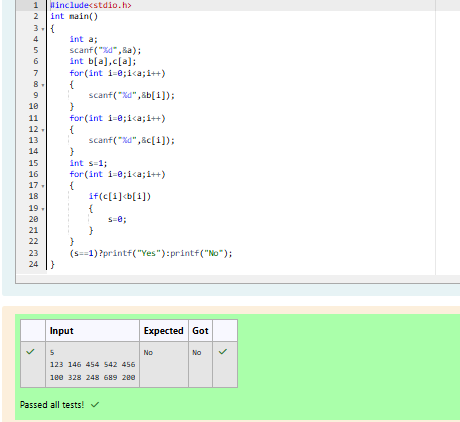 1 #include<stdio.h>
2 int main()
3 {
4 int a;
5 scanf("%d",&a);
6 int b[a],c[a];
7 for(int i=0;i<a;i++)
8 {
9 scanf("%d",&b[i]);
10 }
11 for(int i=0;i<a;i++)
12 {
13 scanf("%d",&c[i]);
14 }
15 int s=1;
16 for(int i=0;i<a;i++)
17 {
18 if(c[i]<b[i])
19 {
20 s=0;
21 }
22 }
23 (s==1)?printf("Yes"):printf("No");
24 }
Input Expected Got
5 No No
123 146 454 542 456
100 328 248 689 200
Passed all tests!